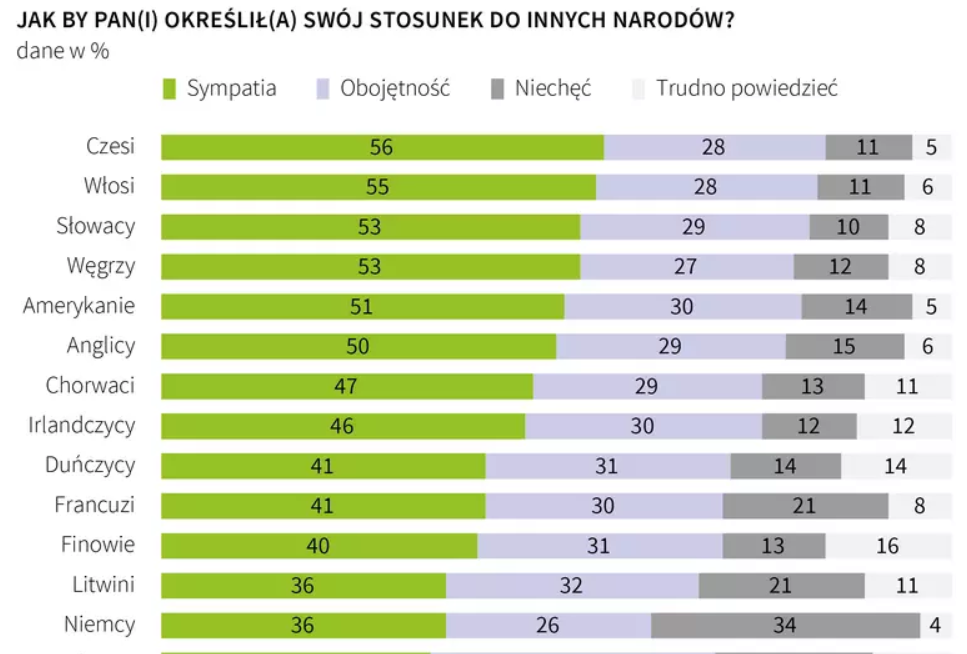 JAK BY PAN(I) OKREŚLIŁ(A) SWÓJ STOSUNEK DO INNYCH NARODÓW?
dane w %
Sympatia Obojętność Niechęć Trudno powiedzieć
Czesi 56 28 11 5
Włosi 55 28 11 6
Słowacy 53 29 10 8
Węgrzy 53 27 12 8
Amerykanie 51 30 14 5
Anglicy 50 29 15 6
Chorwaci 47 29 13 11
Irlandczycy 46 30 12 12
Duńczycy 41 31 14 14
Francuzi 41 30 21 8
Finowie 40 31 13 16
Litwini 36 32 21 11
Niemcy 36 26 34 4